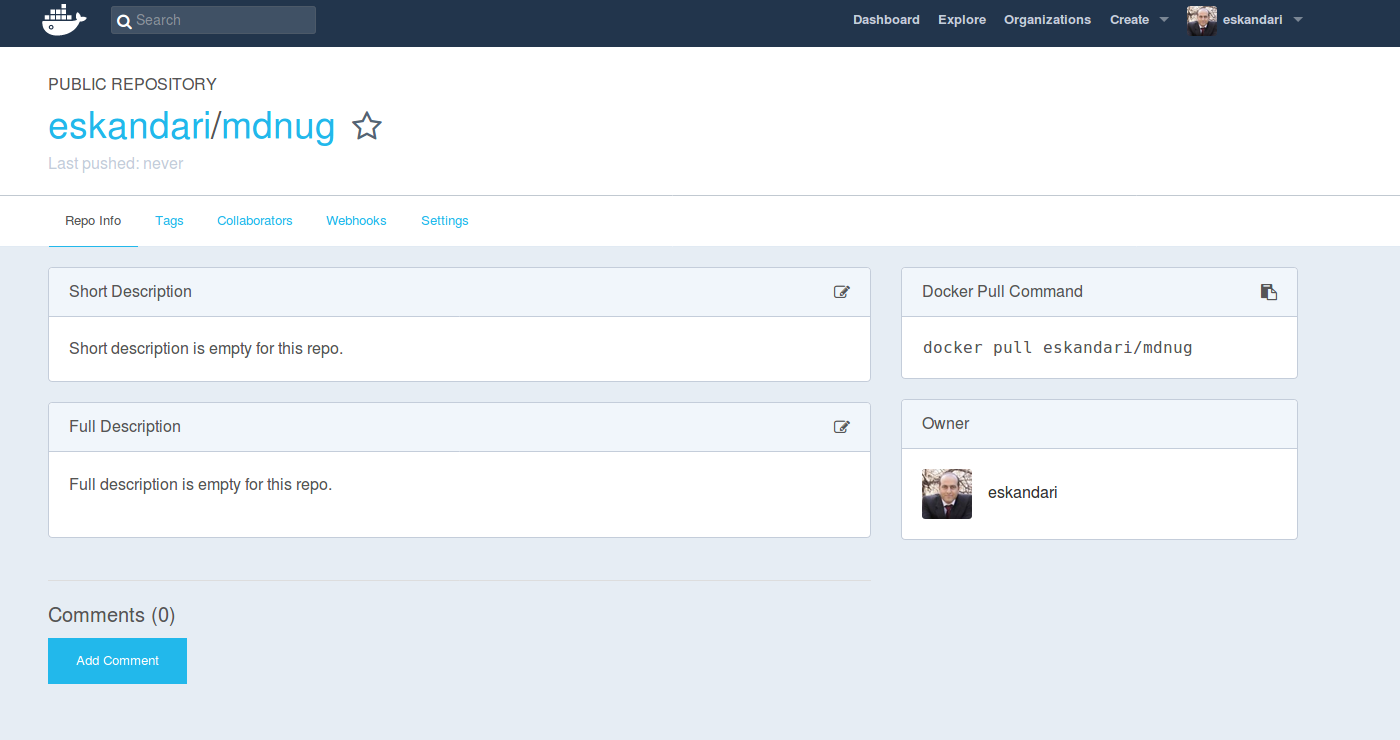 Search
Dashboard Explore Organizations Create eskandari
PUBLIC REPOSITORY
eskandari/mdnug
Last pushed: never
Repo Info Tags Collaborators Webhooks Settings
Short Description
Short description is empty for this repo.
Full Description
Full description is empty for this repo.
Comments (0)
Add Comment
Docker Pull Command
docker pull eskandari/mdnug
Owner
eskandari